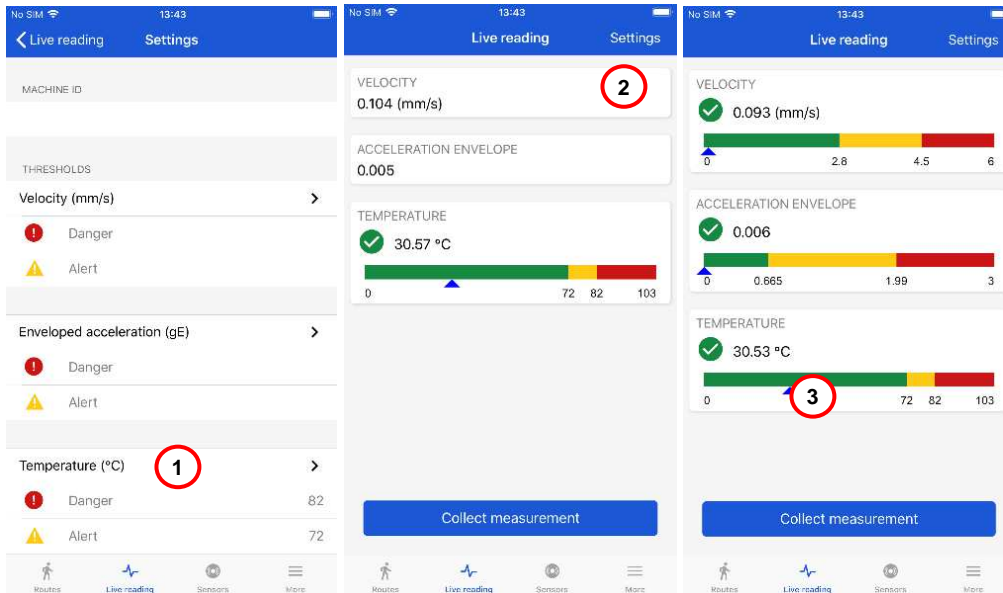 No SIM 13:43
Live reading Settings
MACHINE ID
THRESHOLDS
Velocity (mm/s)
Danger
Alert
Enveloped acceleration (gE)
Danger
Alert
Temperature (°C) 1
Danger 82
Alert 72
Routes Live reading Sensors More
No SIM 13:43
Live reading Settings
VELOCITY
0.104 (mm/s) 2
ACCELERATION ENVELOPE
0.005
TEMPERATURE
30.57 °C
0 72 82 103
Collect measurement
Routes Live reading Sensors More
No SIM 13:43
Live reading Settings
VELOCITY
0.093 (mm/s)
0 2.8 4.5 6
ACCELERATION ENVELOPE
0.006
0 0.665 1.99 3
TEMPERATURE
30.53 °C
3
0 72 82 103
Collect measurement
Routes Live reading Sensors More